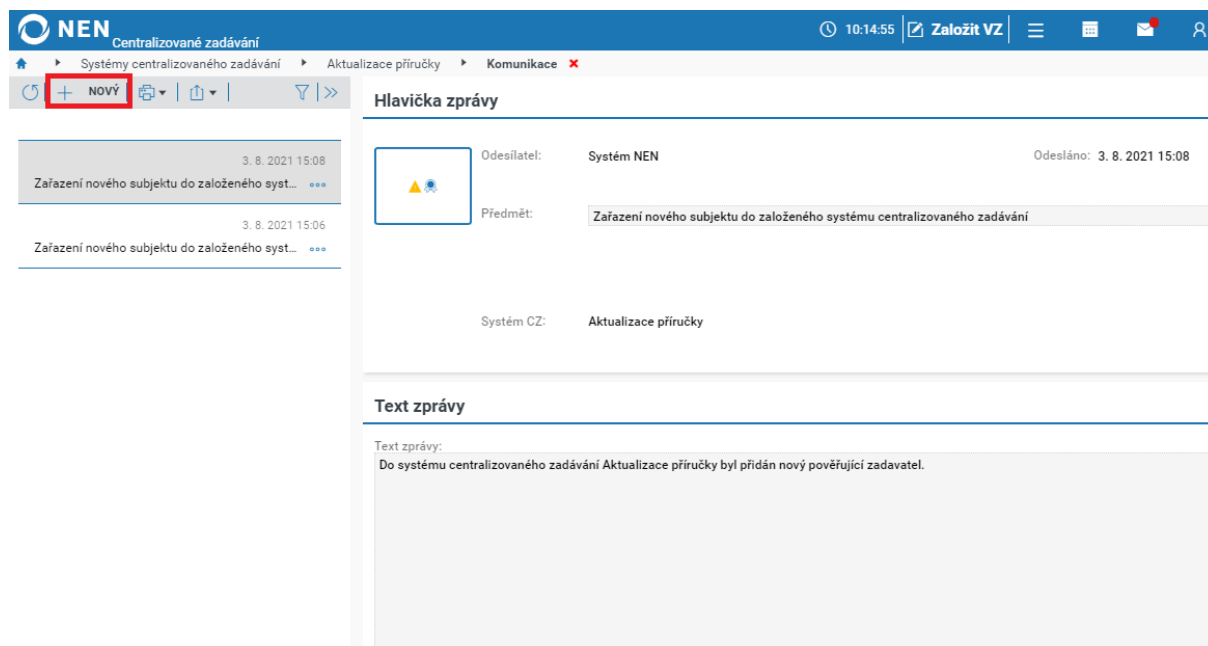 NEN
Centralizované zadávání
10:14:55 Založit VZ
Systémy centralizovaného zadávání Aktualizace příručky Komunikace
NOVÝ
3. 8. 2021 15:08
Zařazení nového subjektu do založeného syst...
3. 8. 2021 15:06
Zařazení nového subjektu do založeného syst...
Hlavička zprávy
Odesílatel: Systém NEN Odesláno: 3. 8. 2021 15:08
Předmět: Zařazení nového subjektu do založeného systému centralizovaného zadávání
Systém CZ: Aktualizace příručky
Text zprávy
Text zprávy:
Do systému centralizovaného zadávání Aktualizace příručky byl přidán nový pověřující zadavatel.